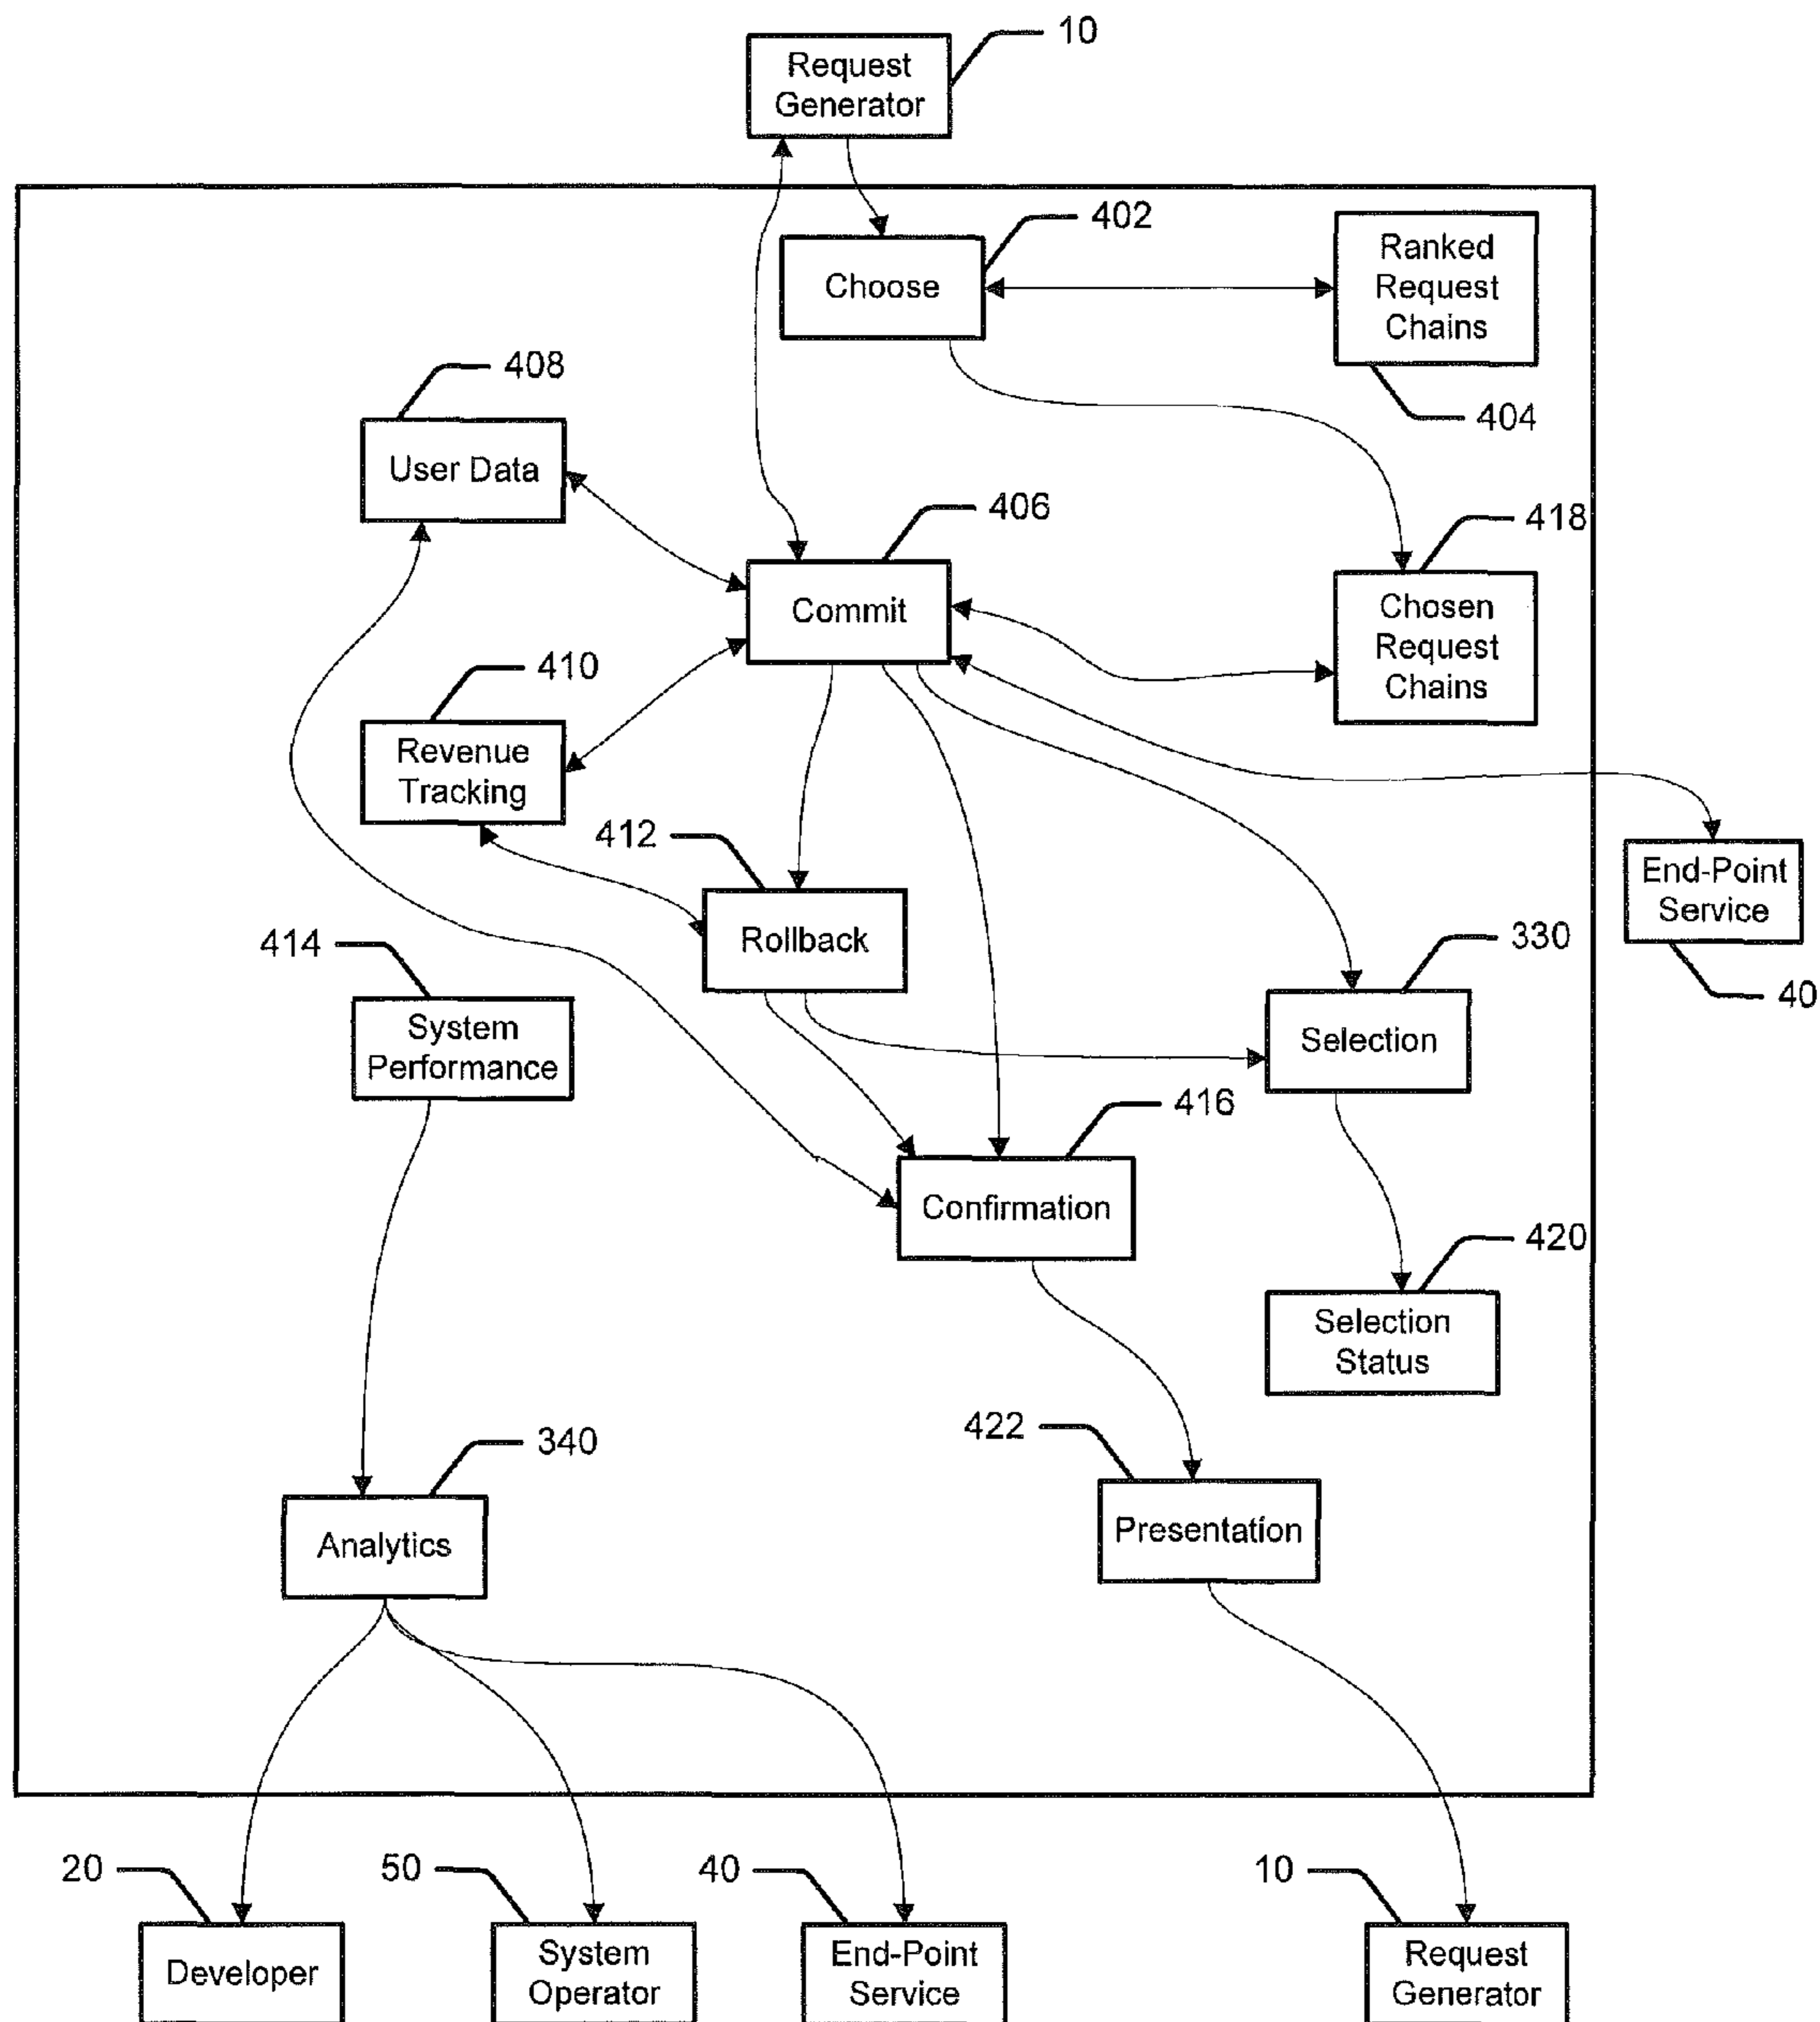 10
Request
Generator
402
Choose
Ranked
Request
Chains
404
408
User Data
406
Commit
418
Chosen
Request
Chains
410
Revenue
Tracking
412
Rollback
End-Point
Service
40
414
System
Performance
330
Selection
416
Confirmation
420
Selection
Status
422
Presentation
340
Analytics
20
Developer
50
System
Operator
40
End-Point
Service
10
Request
Generator